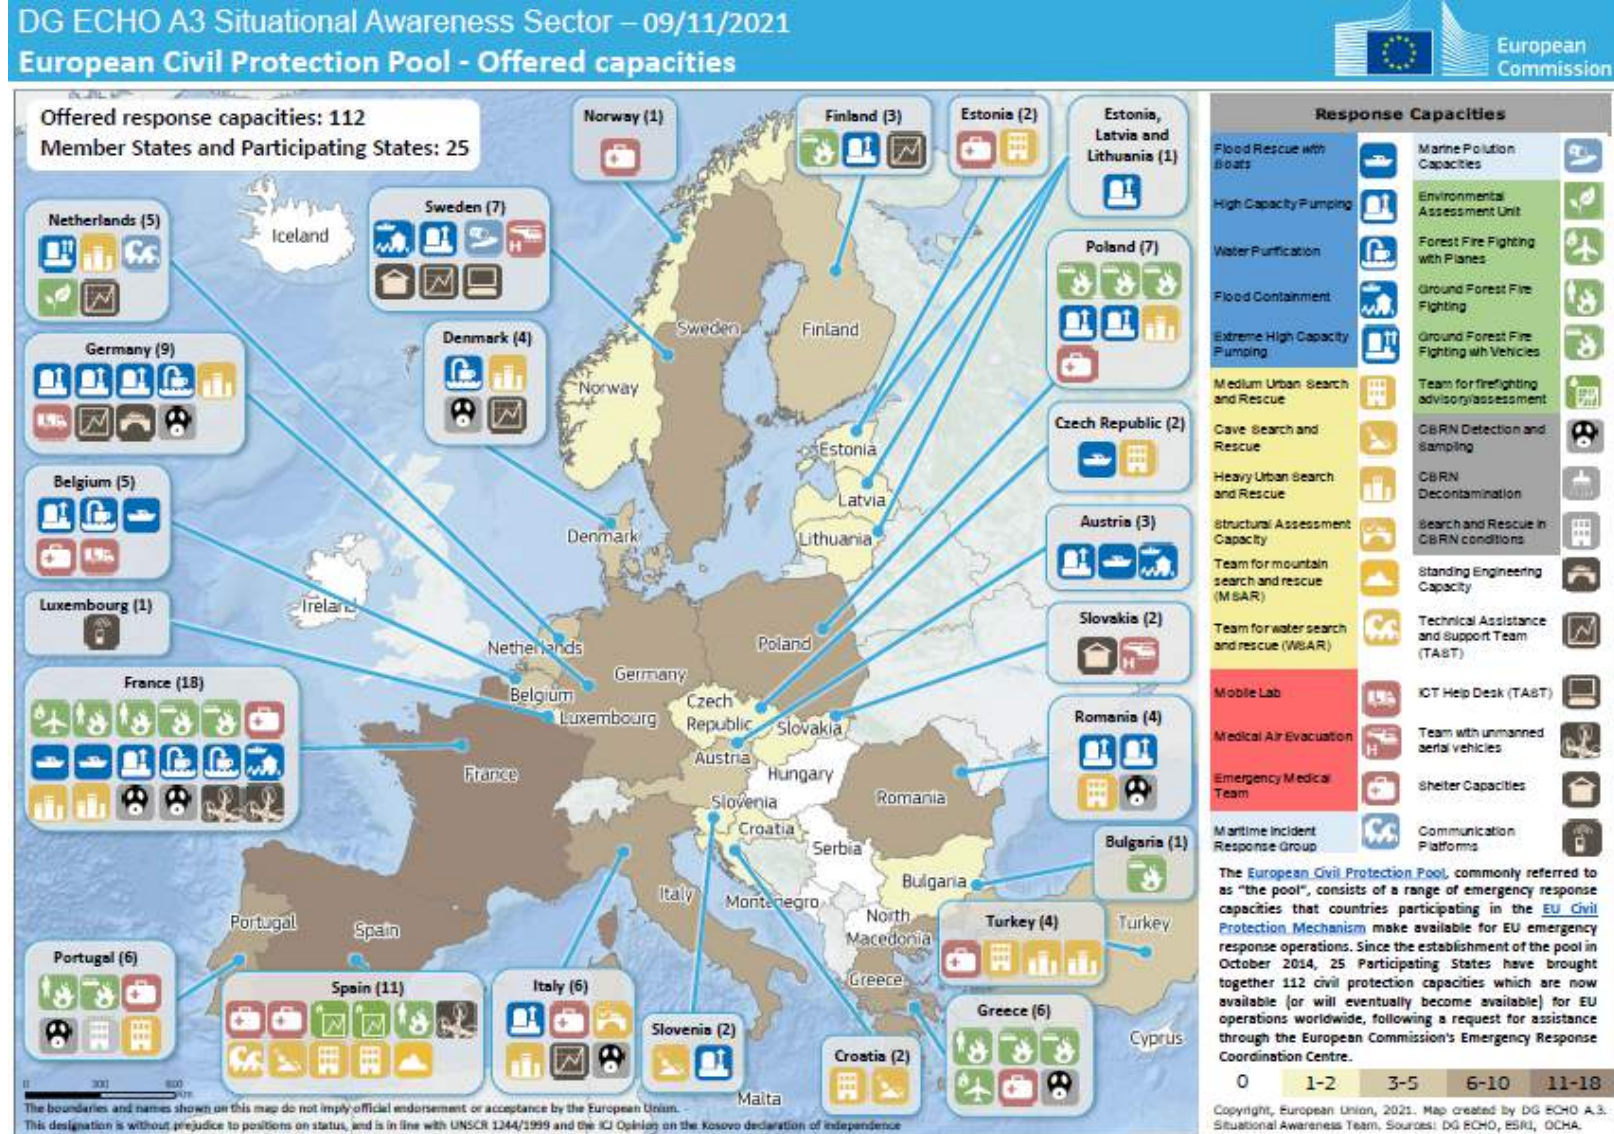 DG ECHO A3 Situational Awareness Sector – 09/11/2021
European Civil Protection Pool - Offered capacities
European
Commission
Offered response capacities: 112
Member States and Participating States: 25
Norway (1)
Finland (3)
Estonia (2)
Estonia,
Latvia and
Lithuania (1)
Netherlands (5)
Sweden (7)
Poland (7)
Germany (9)
Denmark (4)
Czech Republic (2)
Belgium (5)
Austria (3)
Luxembourg (1)
Slovakia (2)
France (18)
Romania (4)
Bulgaria (1)
Turkey (4)
Portugal (6)
Spain (11)
Italy (6)
Slovenia (2)
Croatia (2)
Greece (6)
H
H
H
Iceland
Sweden
Finland
Norway
Estonia
Latvia
Lithuania
Denmark
Ireland
Netherlands
Poland
Germany
Belgium
Luxembourg
Czech
Republic
Slovakia
Austria
Hungary
France
Slovenia
Romania
Croatia
Serbia
Italy
Montenegro
Bulgaria
North
Macedonia
Turkey
Portugal
Spain
Greece
Cyprus
Malta
0 300 600
Km
The boundaries and names shown on this map do not imply official endorsement or acceptance by the European Union.
This designation is without prejudice to positions on status, and is in line with UNSCR 1244/1999 and the ICJ Opinion on the Kosovo declaration of independence
Response Capacities
Flood Rescue with
Boats
High Capacity Pumping
Water Purification
Flood Containment
Extreme High Capacity
Pumping
Medium Urban Search
and Rescue
Cave Search and
Rescue
Heavy Urban Search
and Rescue
Structural Assessment
Capacity
Team for mountain
search and rescue
(MSAR)
Team for water search
and rescue (WSAR)
Mobile Lab
Medical Air Evacuation
Emergency Medical
Team
Maritime Incident
Response Group
Marine Polution
Capacities
Environmental
Assessment Unit
Forest Fire Fighting
with Planes
Ground Forest Fire
Fighting
Ground Forest Fire
Fighting wih Vehicles
Team for firefighting
advisory/assessment
CBRN Detection and
Sampling
CBRN
Decontamination
Search and Rescue in
CBRN conditions
Standing Engineering
Capacity
Technical Assistance
and Support Team
(TAST)
ICT Help Desk (TAST)
Team with unmanned
aerial vehicles
Shelter Capacities
Communication
Platforms
The European Civil Protection Pool, commonly referred to
as "the pool", consists of a range of emergency response
capacities that countries participating in the EU Civil
Protection Mechanism make available for EU emergency
response operations. Since the establishment of the pool in
October 2014, 25 Participating States have brought
together 112 civil protection capacities which are now
available (or will eventually become available) for EU
operations worldwide, following a request for assistance
through the European Commission's Emergency Response
Coordination Centre.
0 1-2 3-5 6-10 11-18
Copyright, European Union, 2021. Map created by DG ECHO A.3.
Situational Awareness Team. Sources: DG ECHO, ESRI, OCHA.